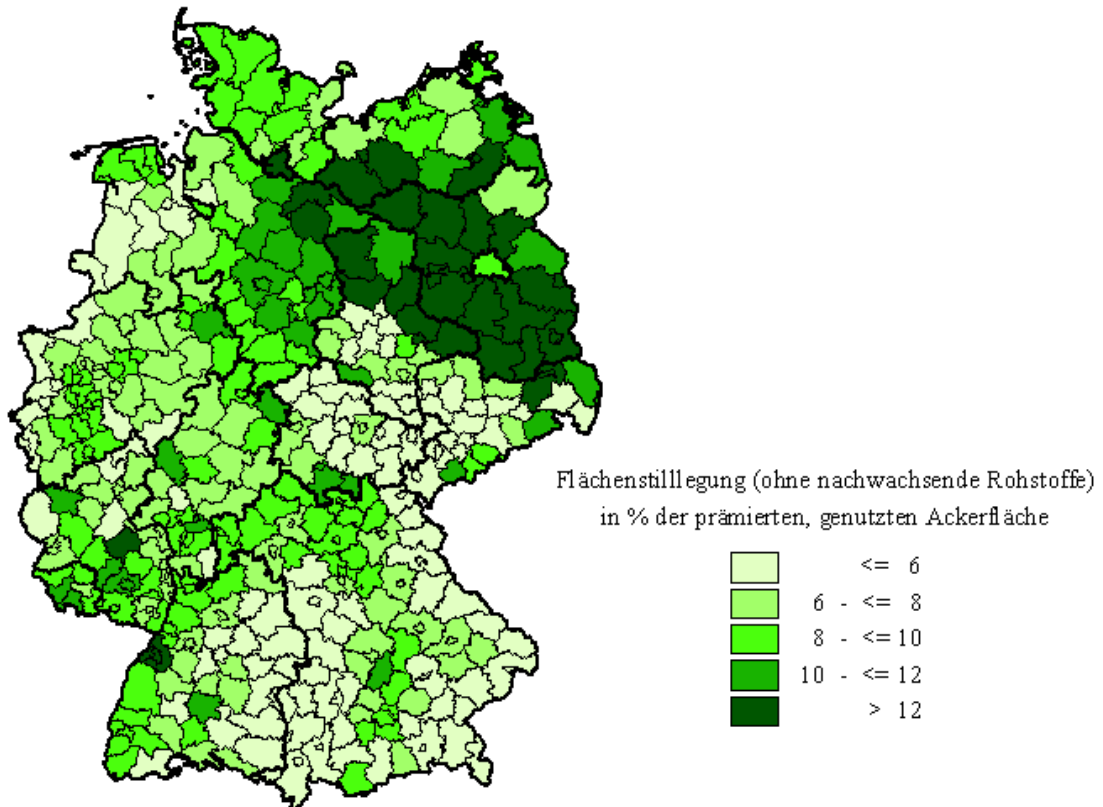 Flächenstilllegung (ohne nachwachsende Rohstoffe)
in % der prämierten, genutzten Ackerfläche
<= 6
6 - <= 8
8 - <=10
10 - <=12
> 12